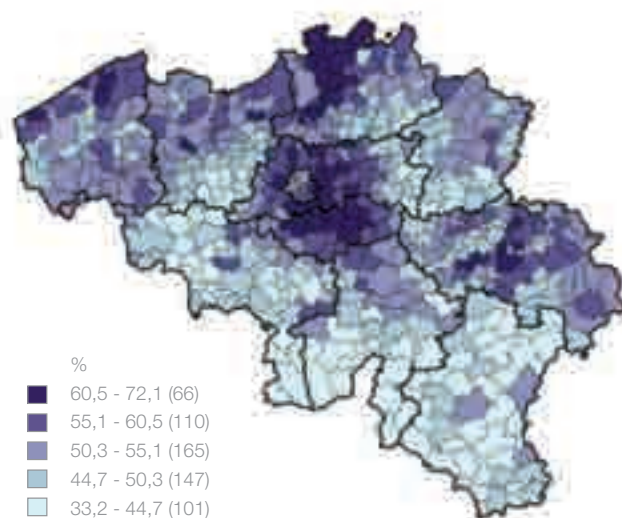 %
60,5 - 72,1 (66)
55,1 - 60,5 (110)
50,3 - 55,1 (165)
44,7 - 50,3 (147)
33,2 - 44,7 (101)